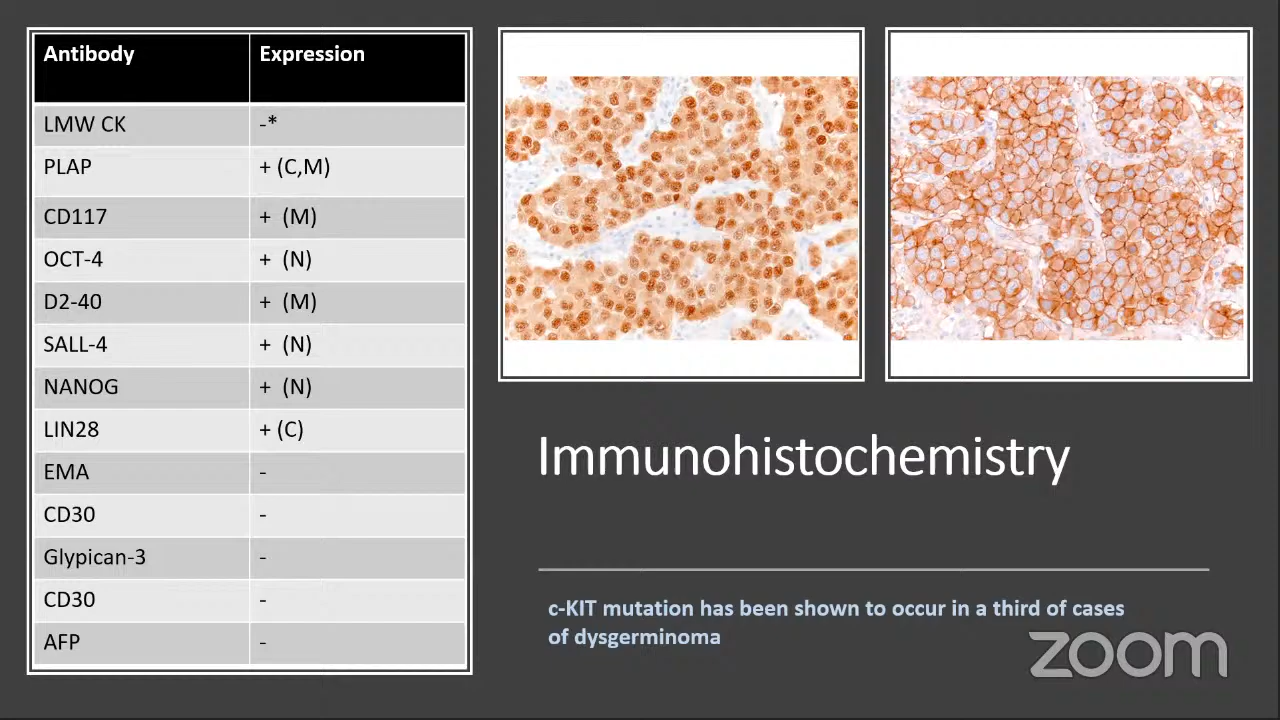 Antibody Expression
LMW CK -*
PLAP + (C,M)
CD117 + (M)
OCT-4 + (N)
D2-40 + (M)
SALL-4 + (N)
NANOG + (N)
LIN28 + (C)
EMA -
CD30 -
Glypican-3 -
CD30 -
AFP -
Immunohistochemistry
c-KIT mutation has been shown to occur in a third of cases
of dysgerminoma
zoom